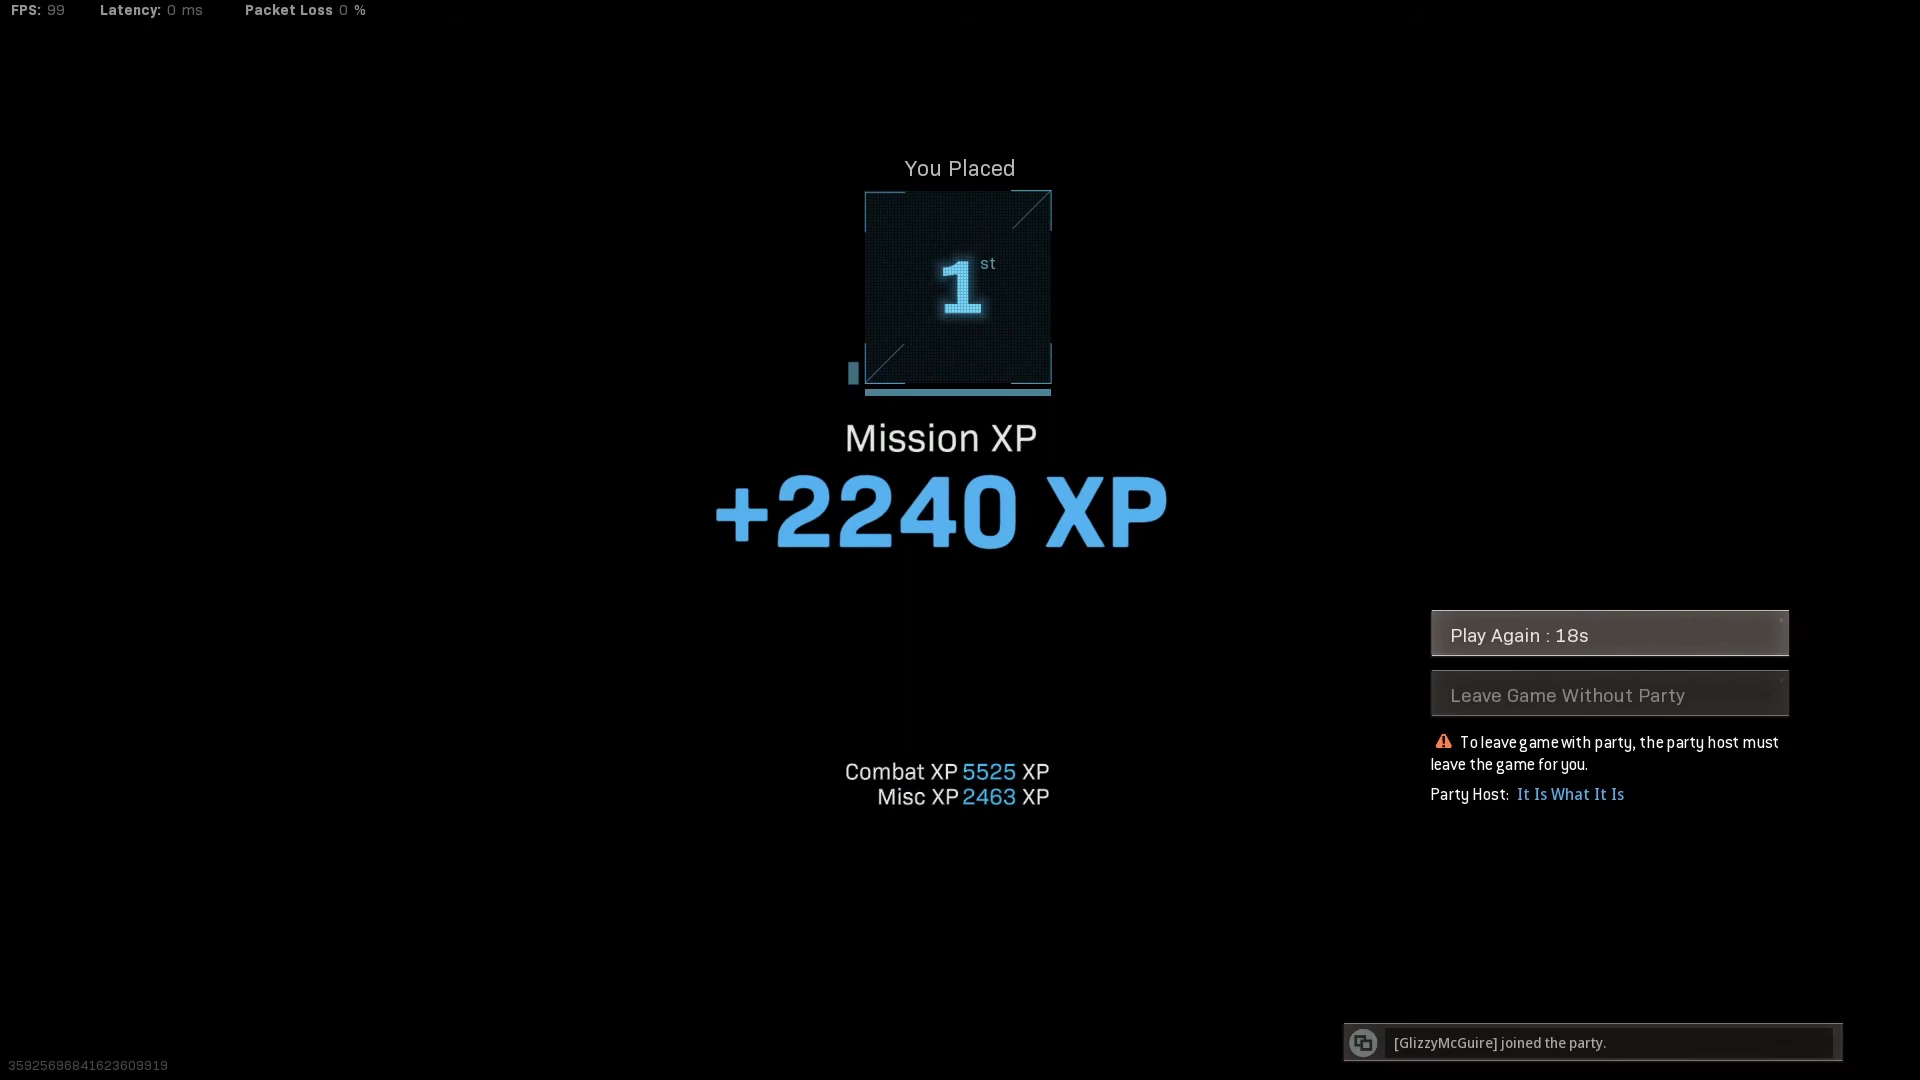 FPS: 99 Latency: 0 ms Packet Loss 0 %
You Placed
1st
Mission XP
+2240 XP
Play Again : 18s
Leave Game Without Party
To leave game with party, the party host must
leave the game for you.
Party Host: It Is What It Is
Combat XP 5525 XP
Misc XP 2463 XP
[GlizzyMcGuire] joined the party.
35925696841623609919